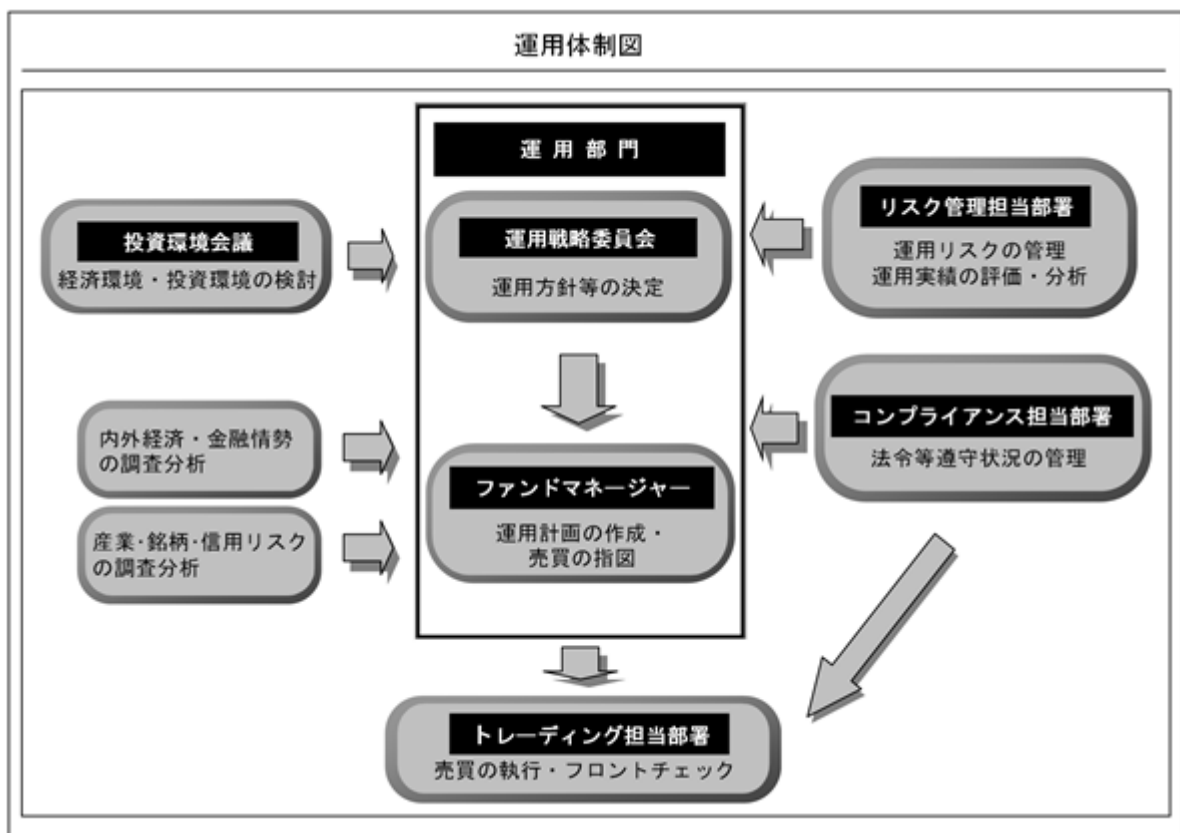 運用体制図
運用部門
投資環境会議
経済環境・投資環境の検討
運用戦略委員会
運用方針等の決定
リスク管理担当部署
運用リスクの管理
運用実績の評価・分析
内外経済・金融情勢
の調査分析
産業・銘柄・信用リスク
の調査分析
ファンドマネージャー
運用計画の作成・
売買の指図
コンプライアンス担当部署
法令等遵守状況の管理
トレーディング担当部署
売買の執行・フロントチェック